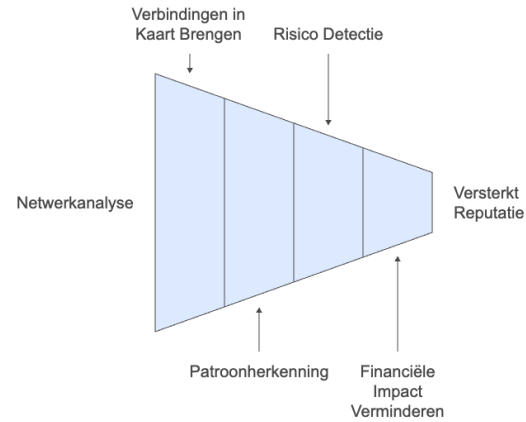 Verbindingen in
Kaart Brengen
Risico Detectie
Netwerkanalyse
Versterkt
Reputatie
Patroonherkenning
Financiële
Impact
Verminderen